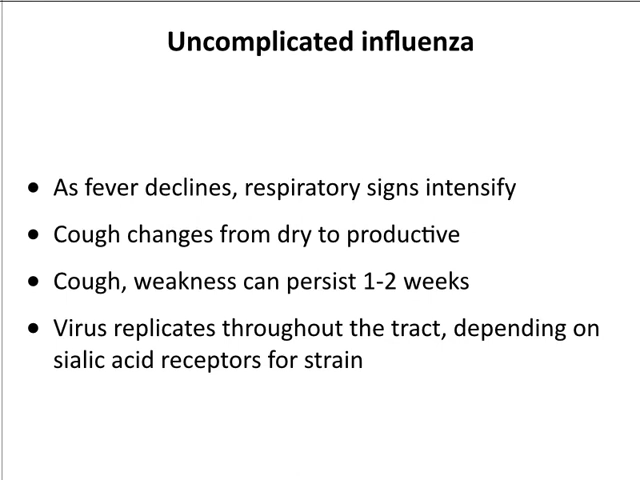 Uncomplicated influenza
• As fever declines, respiratory signs intensify
• Cough changes from dry to productive
• Cough, weakness can persist 1-2 weeks
• Virus replicates throughout the tract, depending on
sialic acid receptors for strain